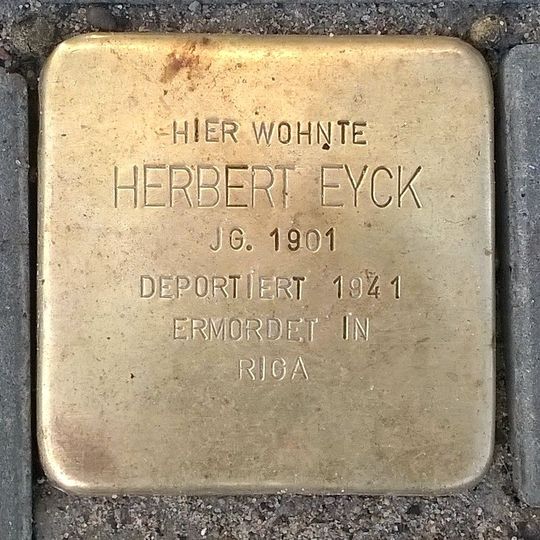 HIER WOHNTE
HERBERT EYCK
JG. 1901
DEPORTIERT 1941
ERMORDET IN
RIGA